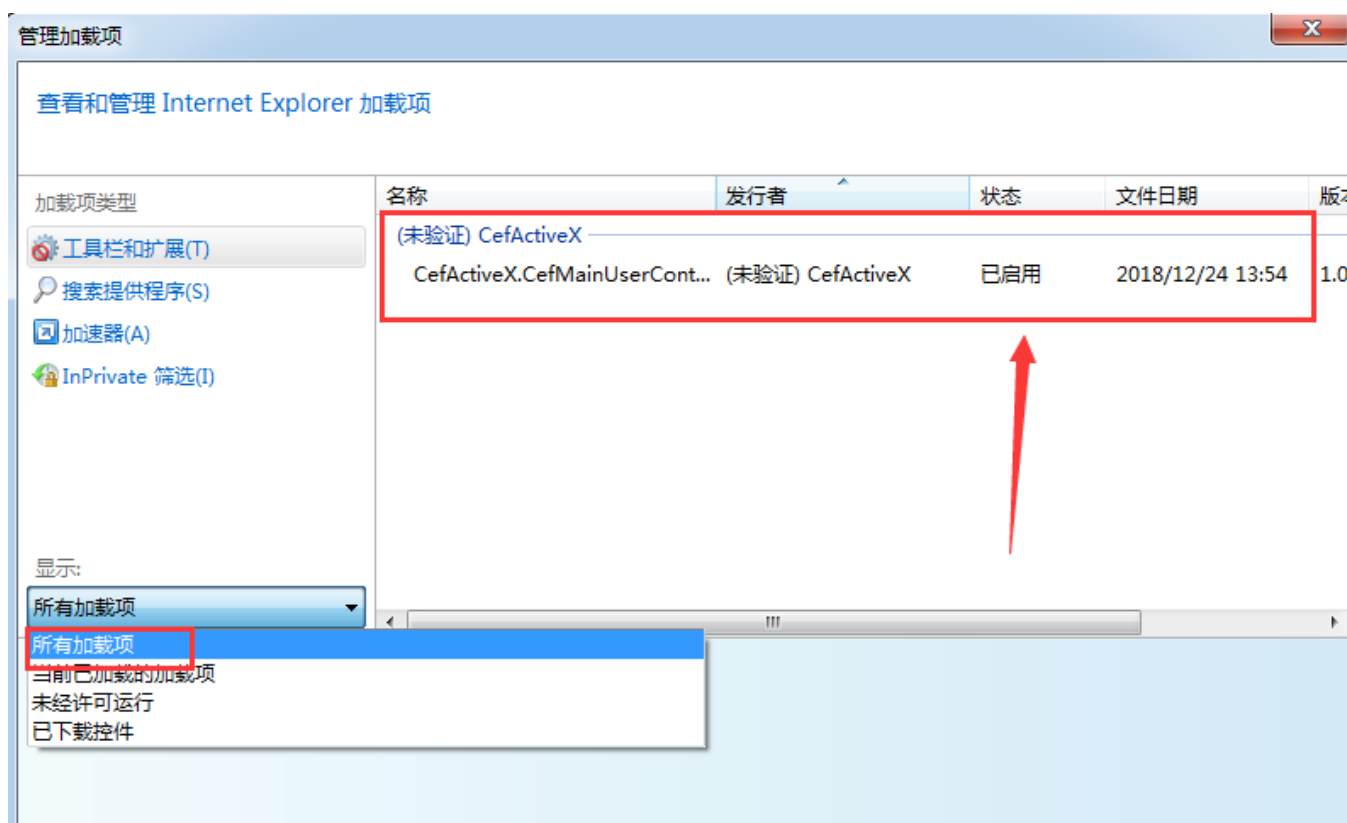 管理加载项
查看和管理 Internet Explorer 加载项
加载项类型
工具栏和扩展(T)
搜索提供程序(S)
加速器(A)
InPrivate 筛选(I)
名称 发行者 状态 文件日期
(未验证) CefActiveX
CefActiveX.CefMainUserCont... (未验证) CefActiveX 已启用 2018/12/24 13:54 1.0
显示:
所有加载项
所有加载项
当前已加载的加载项
未经许可运行
已下载控件